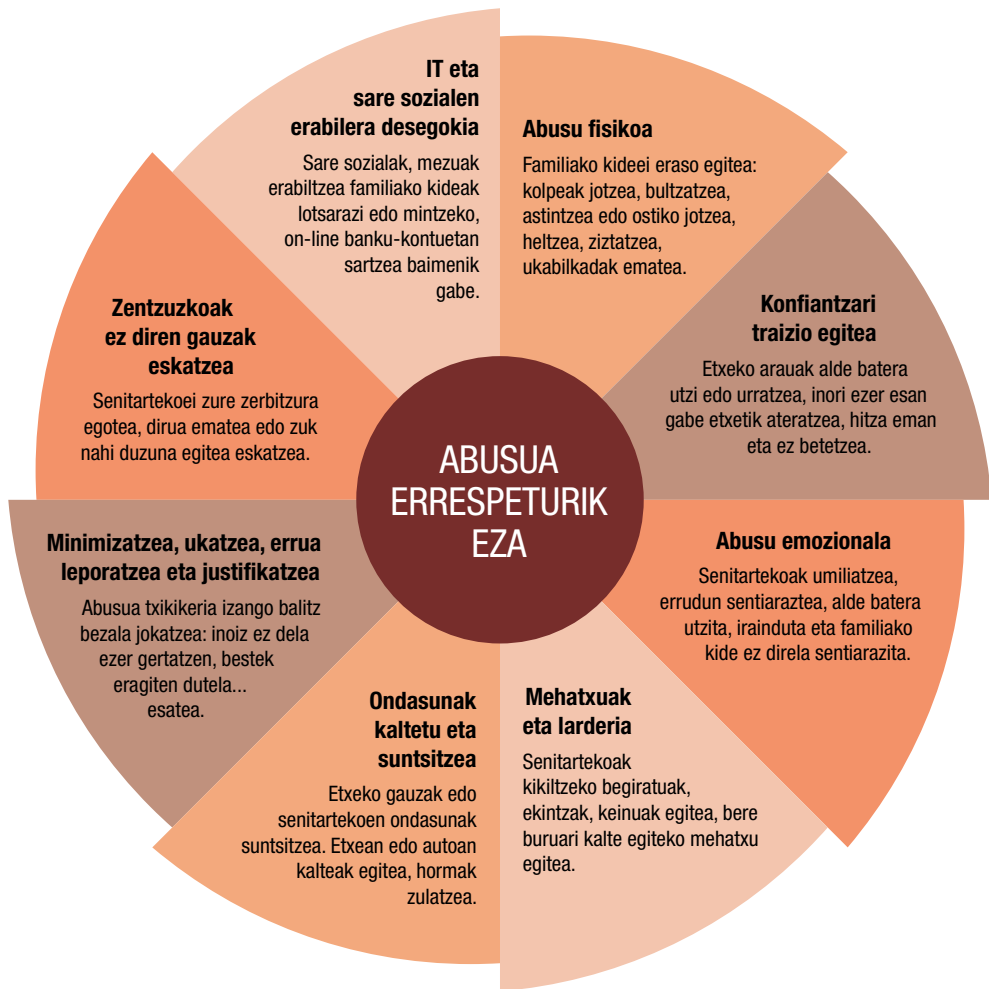 IT eta
sare sozialen
erabilera desegokia
Sare sozialak, mezuak
erabiltzea familiako kideak
lotsarazi edo mintzeko,
on-line banku-kontuetan
sartzea baimenik
gabe.
Abusu fisikoa
Familiako kideei eraso egitea:
kolpeak jotzea, bultzatzea,
astintzea edo ostiko jotzea,
heltzea, ziztatzea,
ukabilkadak ematea.
Konfiantzari
traizio egitea
Etxeko arauak alde batera
utzi edo urratzea, inori ezer esan
gabe etxetik ateratzea, hitza eman
eta ez betetzea.
Abusu emozionala
Senitartekoak umiliatzea,
errudun sentiaraztea, alde batera
utzita, irainduta eta familiako
kide ez direla sentiarazita.
Mehatxuak
eta larderia
Senitartekoak
kikiltzeko begiratuak,
ekintzak, keinuak egitea, bere
buruari kalte egiteko mehatxu
egitea.
Ondasunak
kaltetu eta
suntsitzea
Etxeko gauzak edo
senitartekoen ondasunak
suntsitzea. Etxean edo autoan
kalteak egitea, hormak
zulatzea.
Minimizatzea, ukatzea, errua
leporatzea eta justifikatzea
Abusua txikikeria izango balitz
bezala jokatzea: inoiz ez dela
ezer gertatzen, bestek
eragiten dutela...
esatea.
Zentzuzkoak
ez diren gauzak
eskatzea
Senitartekoei zure zerbitzura
egotea, dirua ematea edo zuk
nahi duzuna egitea eskatzea.
ABUSUA
ERRESPETURIK
EZA